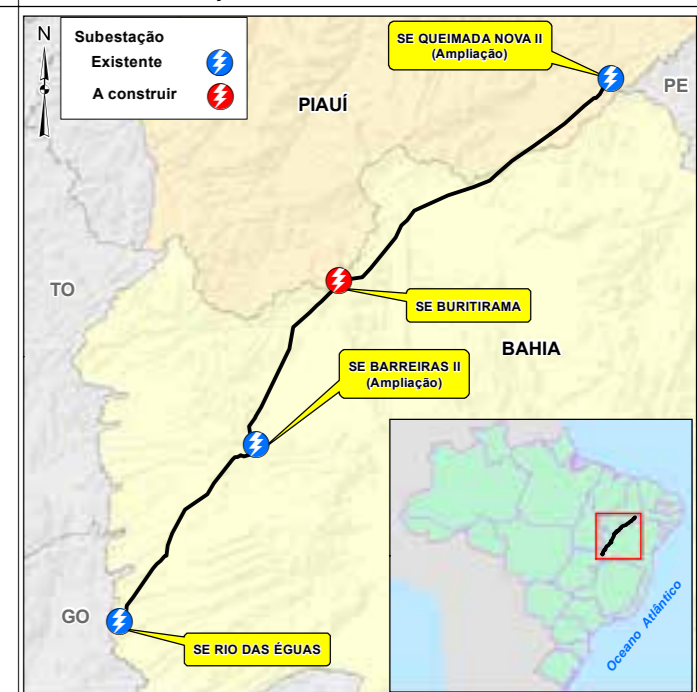 N
Subestação
Existente
A construir
SE QUEIMADA NOVA II
(Ampliação)
PE
PIAUÍ
TO
SE BURITIRAMA
BAHIA
SE BARREIRAS II
(Ampliação)
GO
SE RIO DAS ÉGUAS
Oceano Atlântico